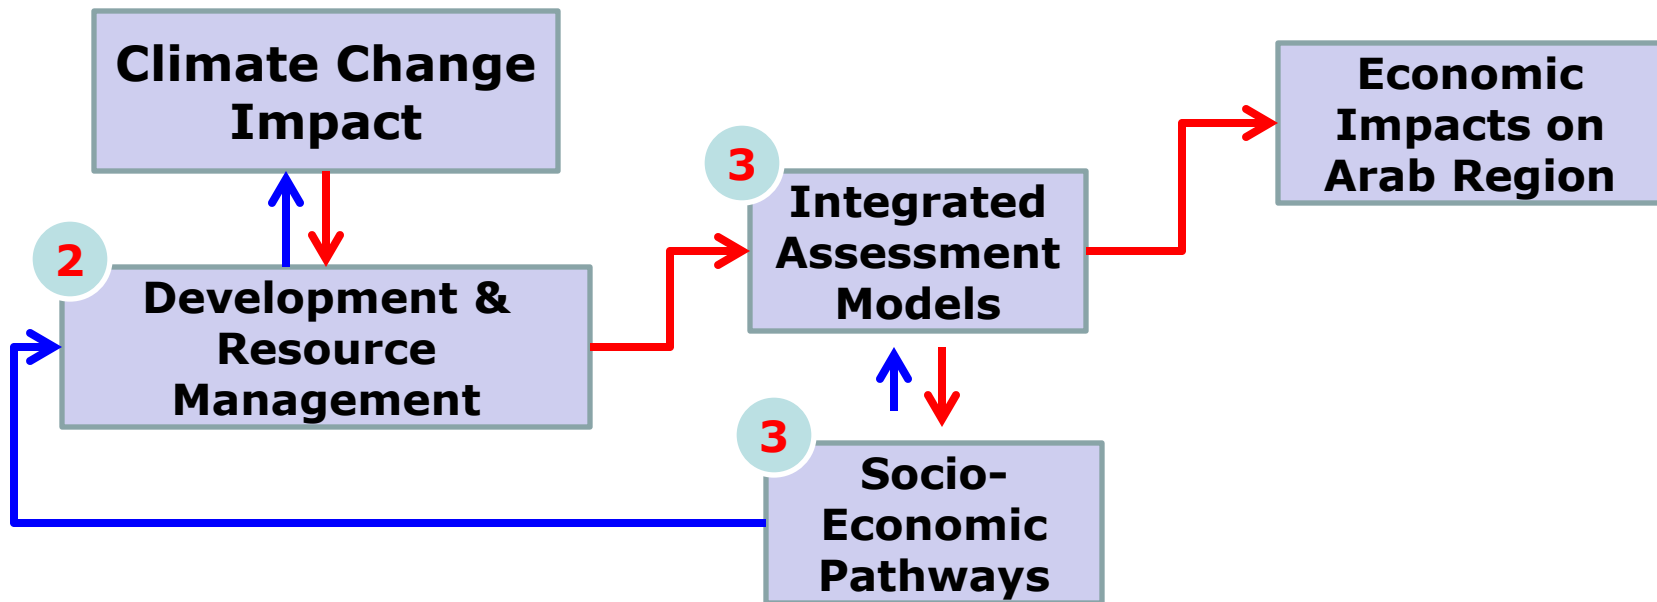 Climate Change
Impact
2
Development &
Resource
Management
3
Integrated
Assessment
Models
3
Socio-
Economic
Pathways
Economic
Impacts on
Arab Region